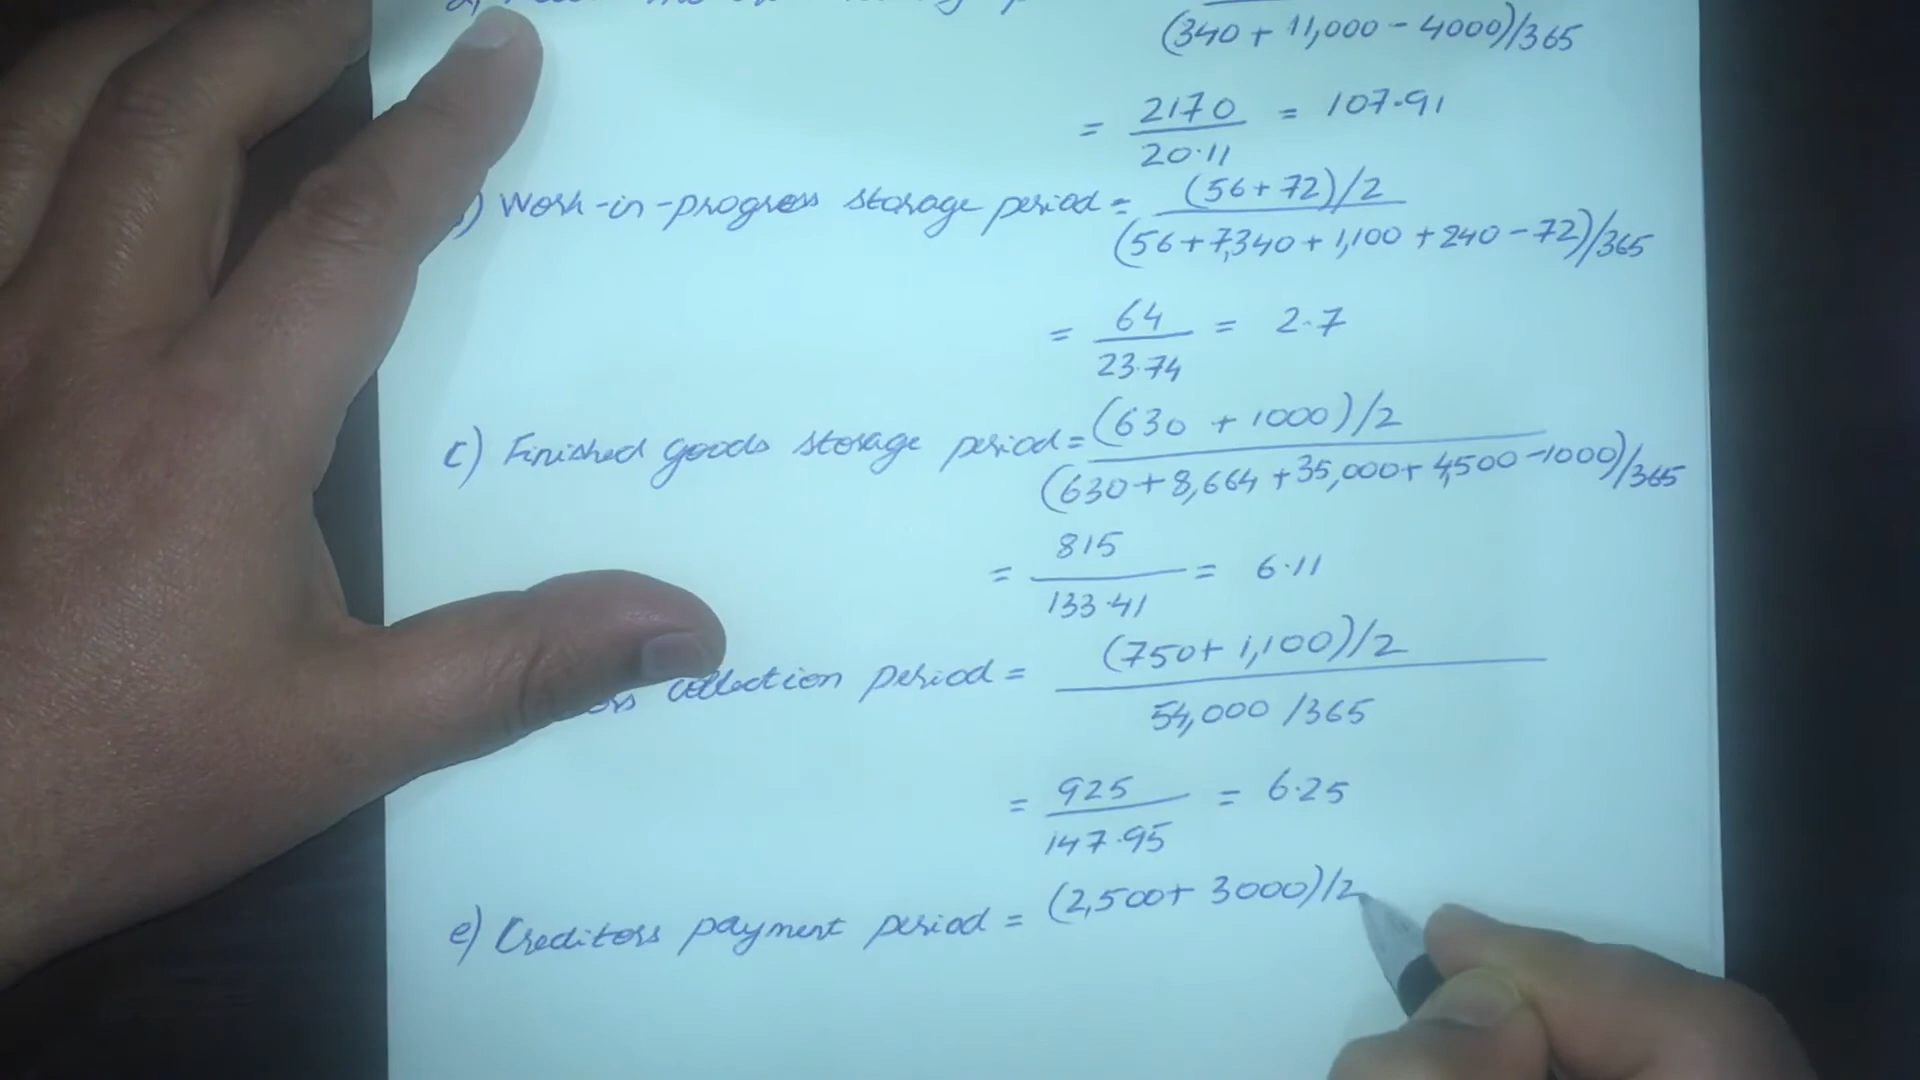 (340 + 11,000 - 4000)/365
= 2170 / 20.11 = 107.91
) Work-in-progress storage period = (56+72)/2 / (56+7,340+1,100+240-72)/365
= 64 / 23.74 = 2.7
c) Finished goods storage period = (630 + 1000)/2 / (630+8,664+35,000+4,500-1000)/365
= 815 / 133.41 = 6.11
collection period = (750+1,100)/2 / 54,000/365
= 925 / 147.95 = 6.25
e) Creditors payment period = (2,500+3000)/2